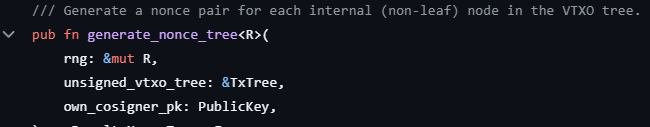 /// Generate a nonce pair for each internal (non-leaf) node in the VTXO tree.
pub fn generate_nonce_tree<R>(
rng: &mut R,
unsigned_vtxo_tree: &TxTree,
own_cosigner_pk: PublicKey,